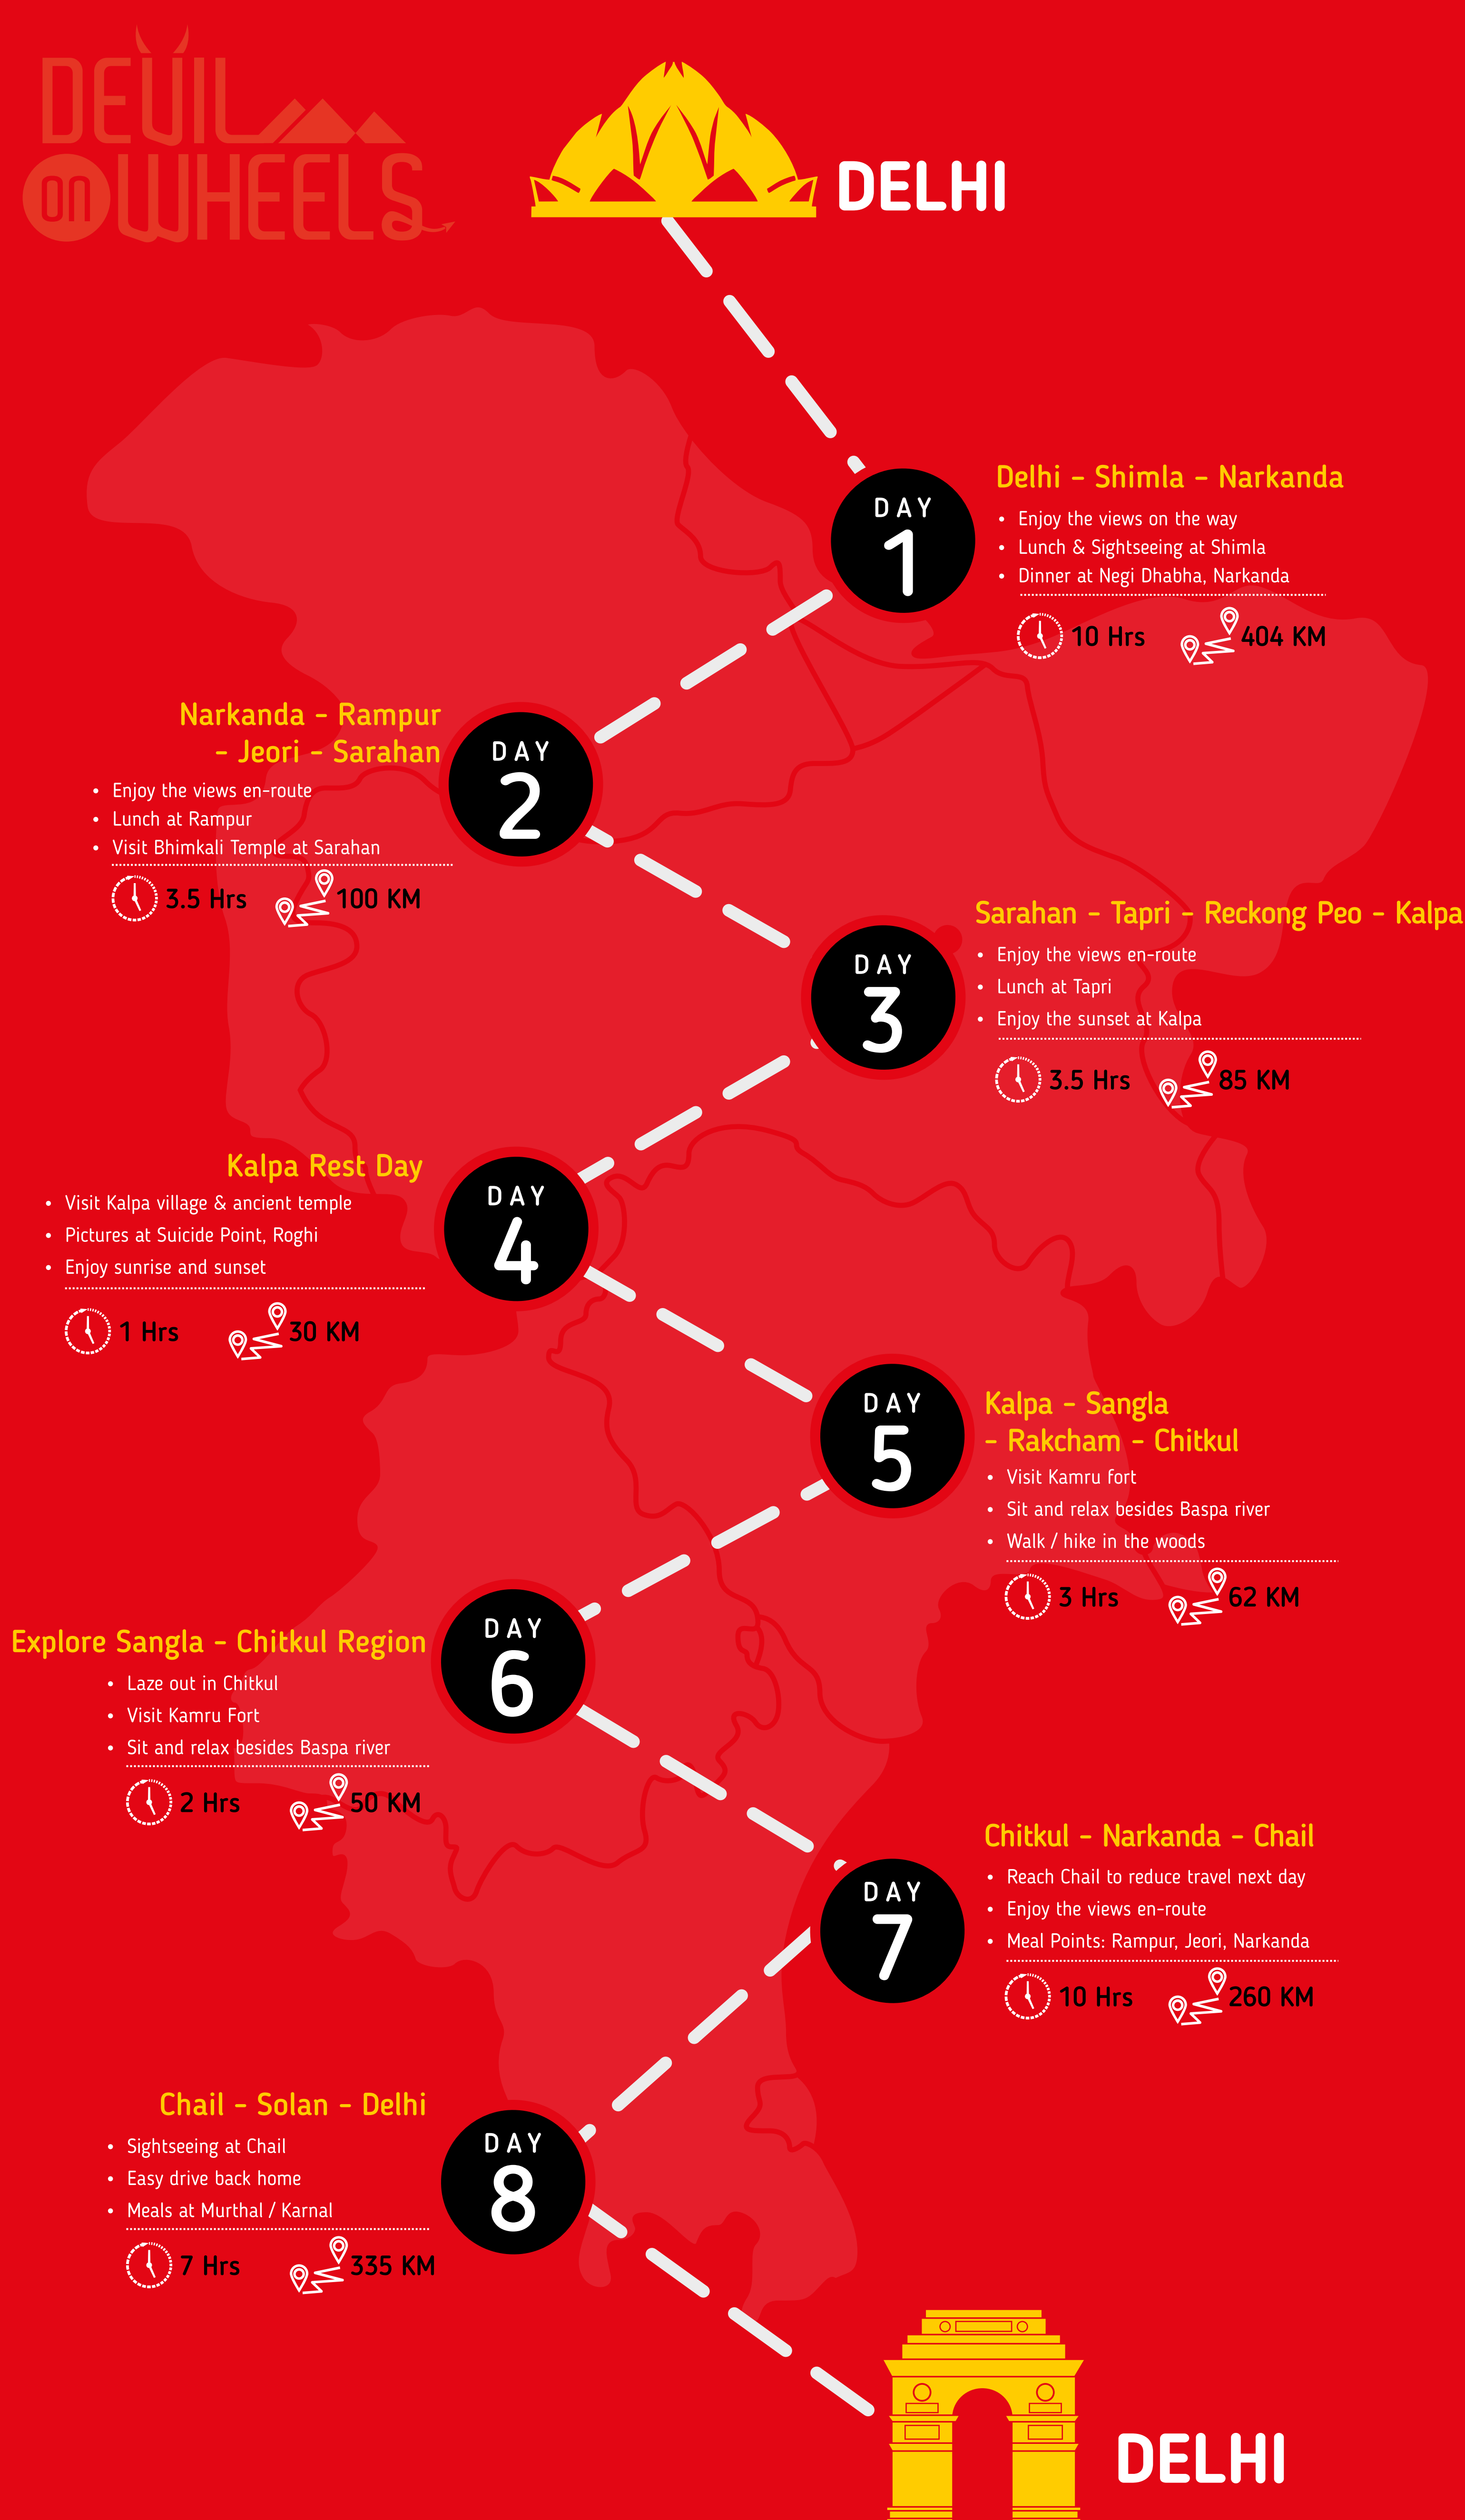 DEVIL
on WHEELS
DELHI
DAY
1
Delhi - Shimla - Narkanda
• Enjoy the views on the way
• Lunch & Sightseeing at Shimla
• Dinner at Negi Dhabha, Narkanda
10 Hrs 404 KM
Narkanda - Rampur
- Jeori - Sarahan
• Enjoy the views en-route
• Lunch at Rampur
• Visit Bhimkali Temple at Sarahan
3.5 Hrs 100 KM
DAY
2
DAY
3
Sarahan - Tapri - Reckong Peo - Kalpa
• Enjoy the views en-route
• Lunch at Tapri
• Enjoy the sunset at Kalpa
3.5 Hrs 85 KM
Kalpa Rest Day
• Visit Kalpa village & ancient temple
• Pictures at Suicide Point, Roghi
• Enjoy sunrise and sunset
1 Hrs 30 KM
DAY
4
DAY
5
Kalpa - Sangla
- Rakcham - Chitkul
• Visit Kamru fort
• Sit and relax besides Baspa river
• Walk / hike in the woods
3 Hrs 62 KM
Explore Sangla - Chitkul Region
• Laze out in Chitkul
• Visit Kamru Fort
• Sit and relax besides Baspa river
2 Hrs 50 KM
DAY
6
DAY
7
Chitkul - Narkanda - Chail
• Reach Chail to reduce travel next day
• Enjoy the views en-route
• Meal Points: Rampur, Jeori, Narkanda
10 Hrs 260 KM
Chail - Solan - Delhi
• Sightseeing at Chail
• Easy drive back home
• Meals at Murthal / Karnal
7 Hrs 335 KM
DAY
8
DELHI